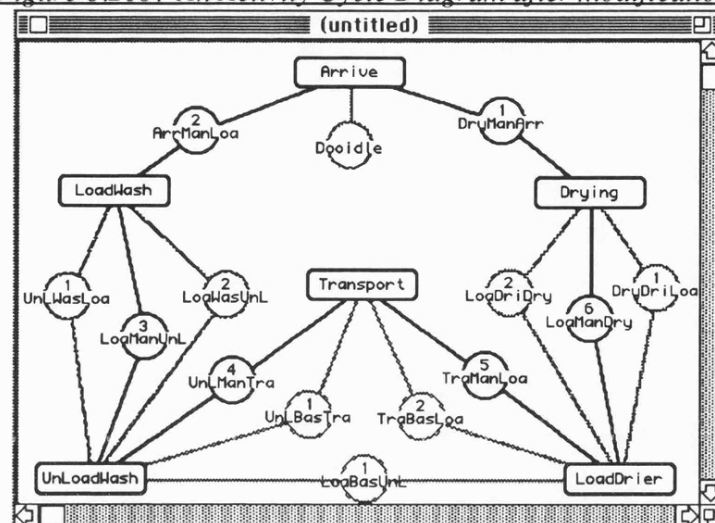 (untitled)
Arrive
2
ArrManLoa
1
DryManArr
Dooidle
LoadWash
Drying
1
UnLWasLoa
2
LoaWasUnL
Transport
2
LoaDriDry
1
DryDriLoa
3
LoaManUnL
6
LoaManDry
4
UnLManTra
5
TraManLoa
1
UnLBasTra
2
TraBasLoa
UnLoadWash
1
LoaBasUnL
LoadDrier